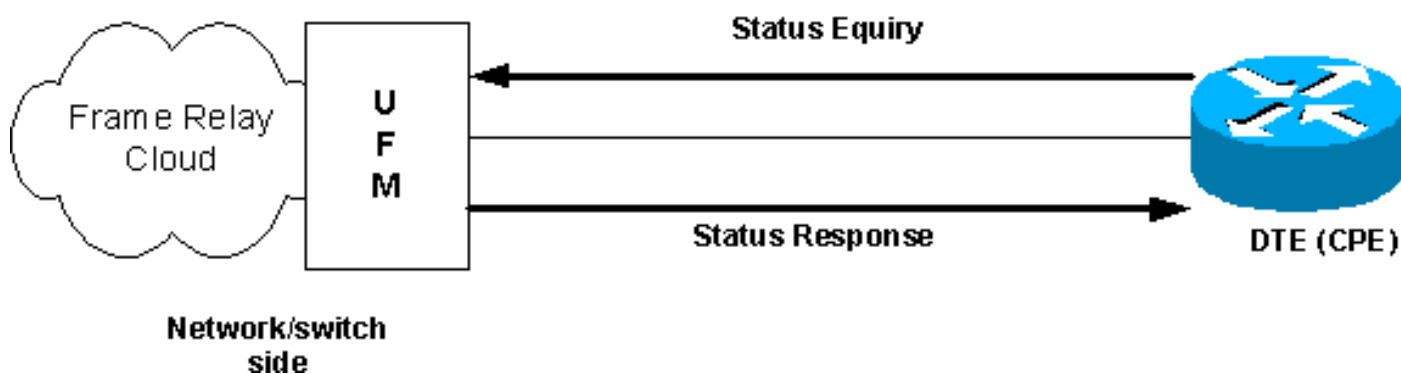 Status Equiry
Frame Relay
Cloud
U
F
M
Status Response
DTE (CPE)
Network/switch
side